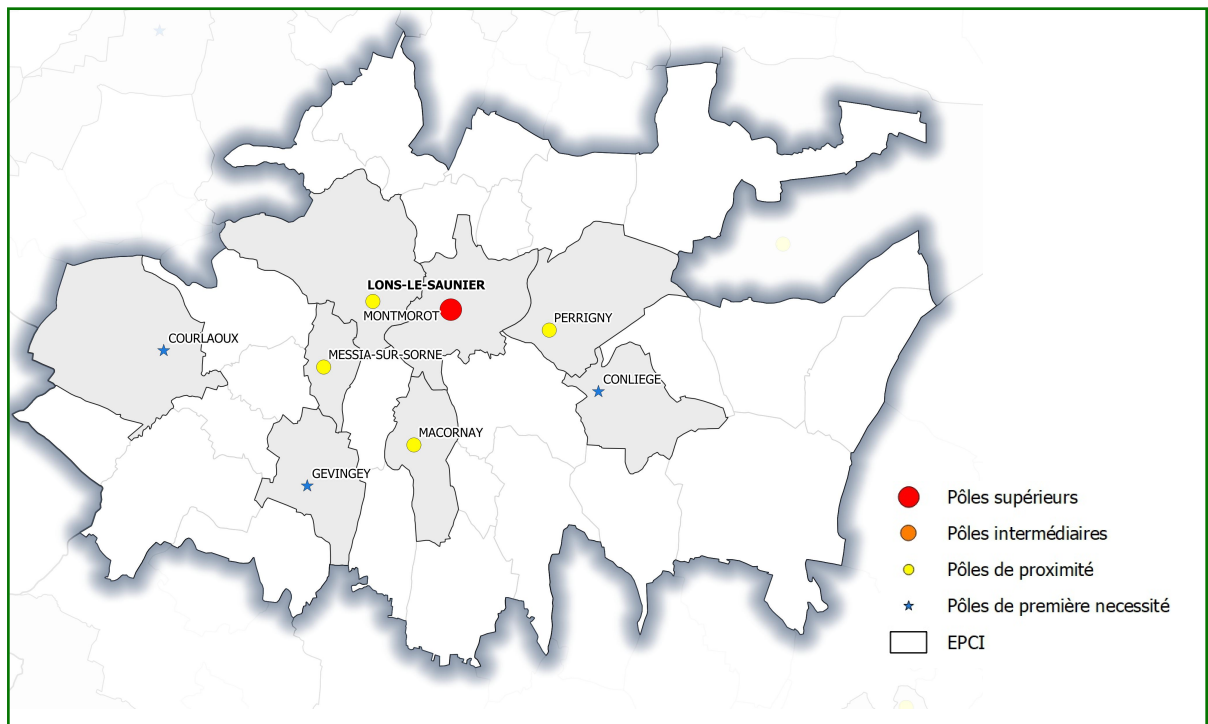 LONS-LE-SAUNIER
MONTMOROT
PERRIGNY
COURLAOUX
MESSIA-SUR-SORNE
CONLIEGE
MACORNAY
GEVINGEY
Pôles supérieurs
Pôles intermédiaires
Pôles de proximité
Pôles de première necessité
EPCI